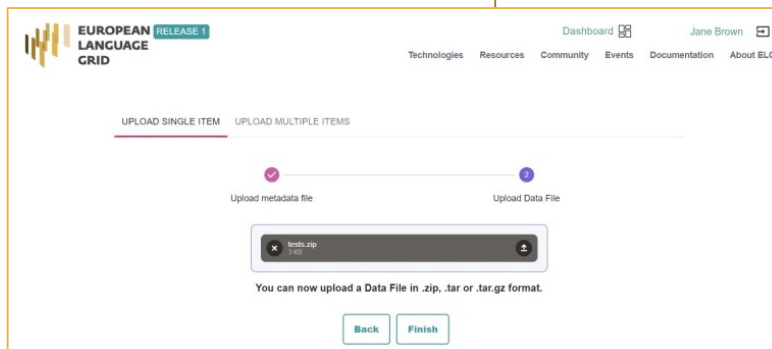 EUROPEAN RELEASE 1
LANGUAGE
GRID
Dashboard Jane Brown
Technologies Resources Community Events Documentation About ELG
UPLOAD SINGLE ITEM UPLOAD MULTIPLE ITEMS
2
Upload metadata file Upload Data File
tests.zip
3 KB
You can now upload a Data File in .zip, .tar or .tar.gz format.
Back Finish